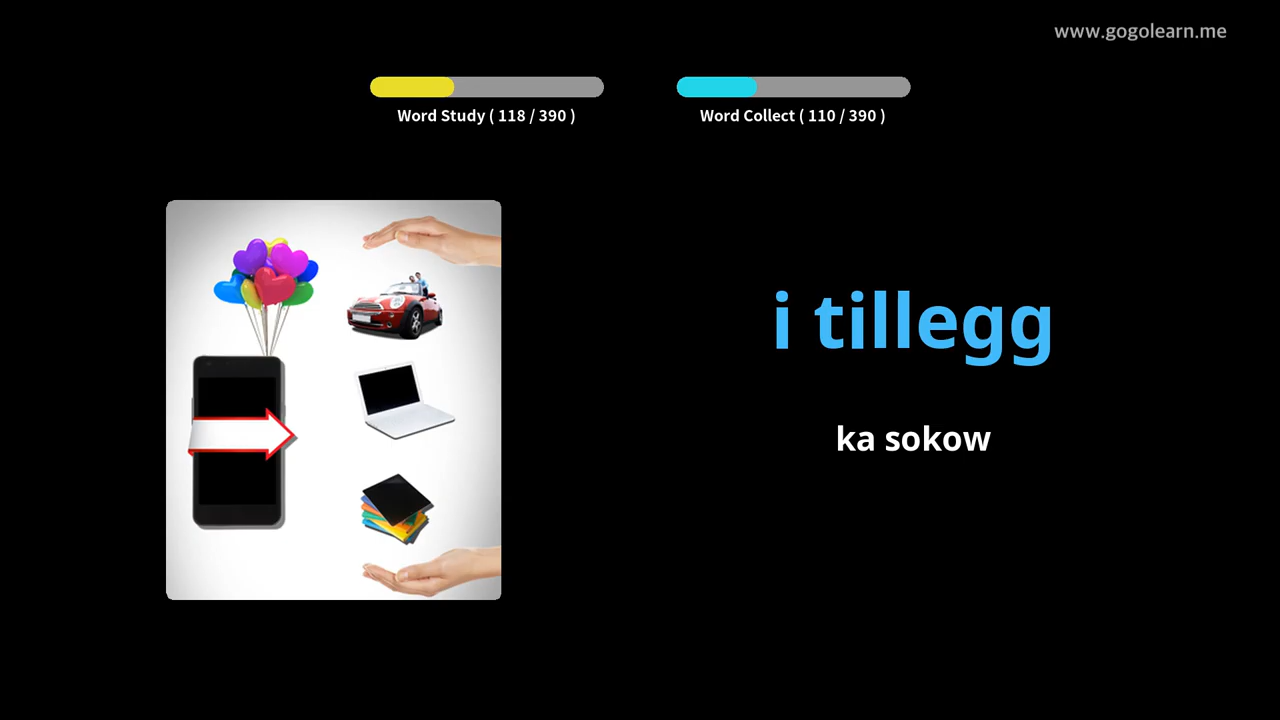 www.gogolearn.me
Word Study ( 118 / 390 )
Word Collect ( 110 / 390 )
i tillegg
ka sokow